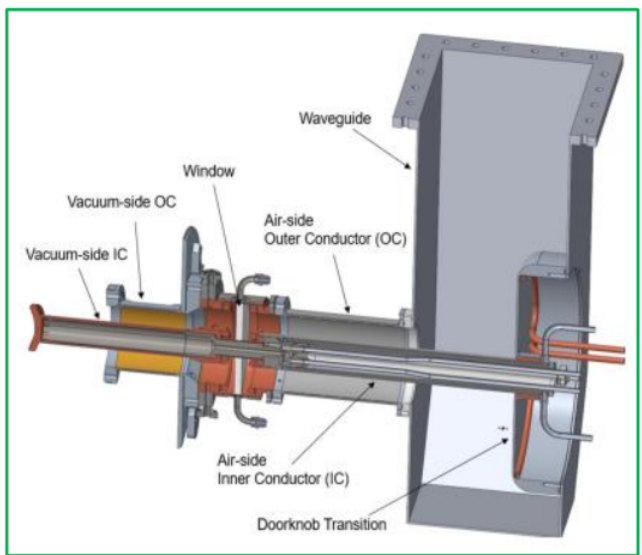 Waveguide
Window
Vacuum-side OC
Air-side
Outer Conductor (OC)
Vacuum-side IC
Air-side
Inner Conductor (IC)
Doorknob Transition